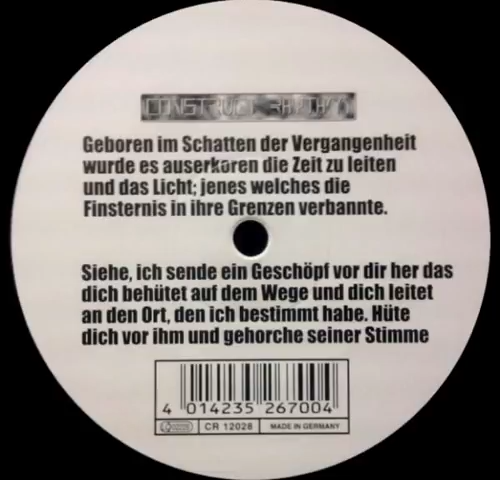 CONSTRUCT RHYTHM
Geboren im Schatten der Vergangenheit
wurde es auserkoren die Zeit zu leiten
und das Licht; jenes welches die
Finsternis in ihre Grenzen verbannte.
Siehe, ich sende ein Geschöpf vor dir her das
dich behütet auf dem Wege und dich leitet
an den Ort, den ich bestimmt habe. Hüte
dich vor ihm und gehorche seiner Stimme
4 014235 267004
CR 12028 MADE IN GERMANY